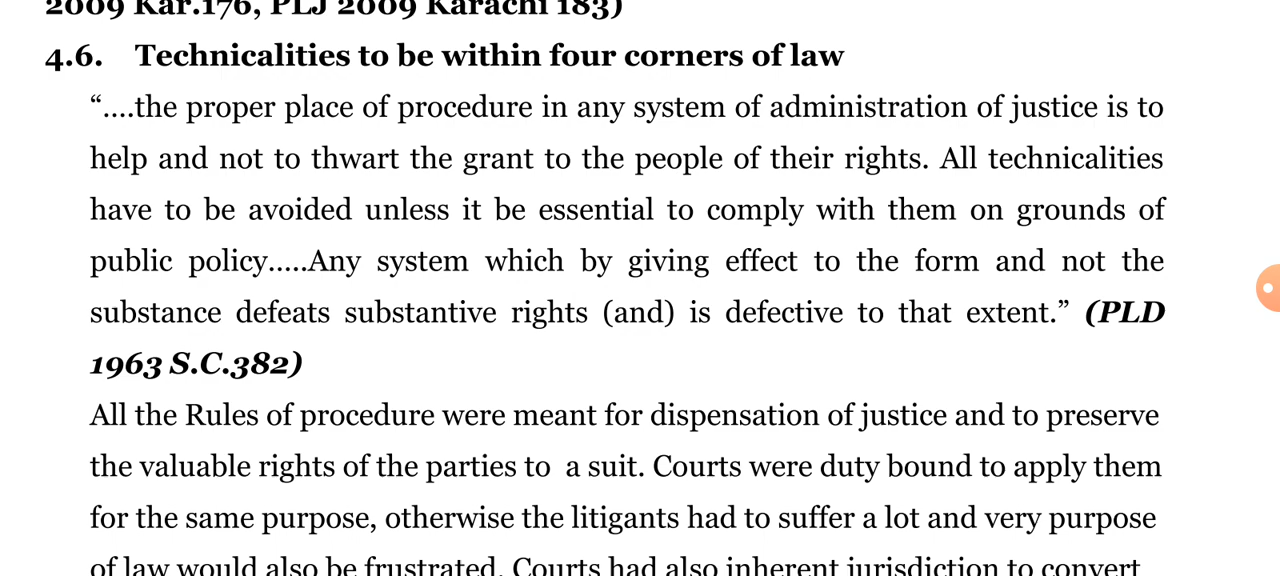 2009 Kar.176, PLJ 2009 Karachi 183)
4.6. Technicalities to be within four corners of law
“....the proper place of procedure in any system of administration of justice is to
help and not to thwart the grant to the people of their rights. All technicalities
have to be avoided unless it be essential to comply with them on grounds of
public policy.....Any system which by giving effect to the form and not the
substance defeats substantive rights (and) is defective to that extent.” (PLD
1963 S.C.382)
All the Rules of procedure were meant for dispensation of justice and to preserve
the valuable rights of the parties to a suit. Courts were duty bound to apply them
for the same purpose, otherwise the litigants had to suffer a lot and very purpose
of law would also be frustrated. Courts had also inherent jurisdiction to convert